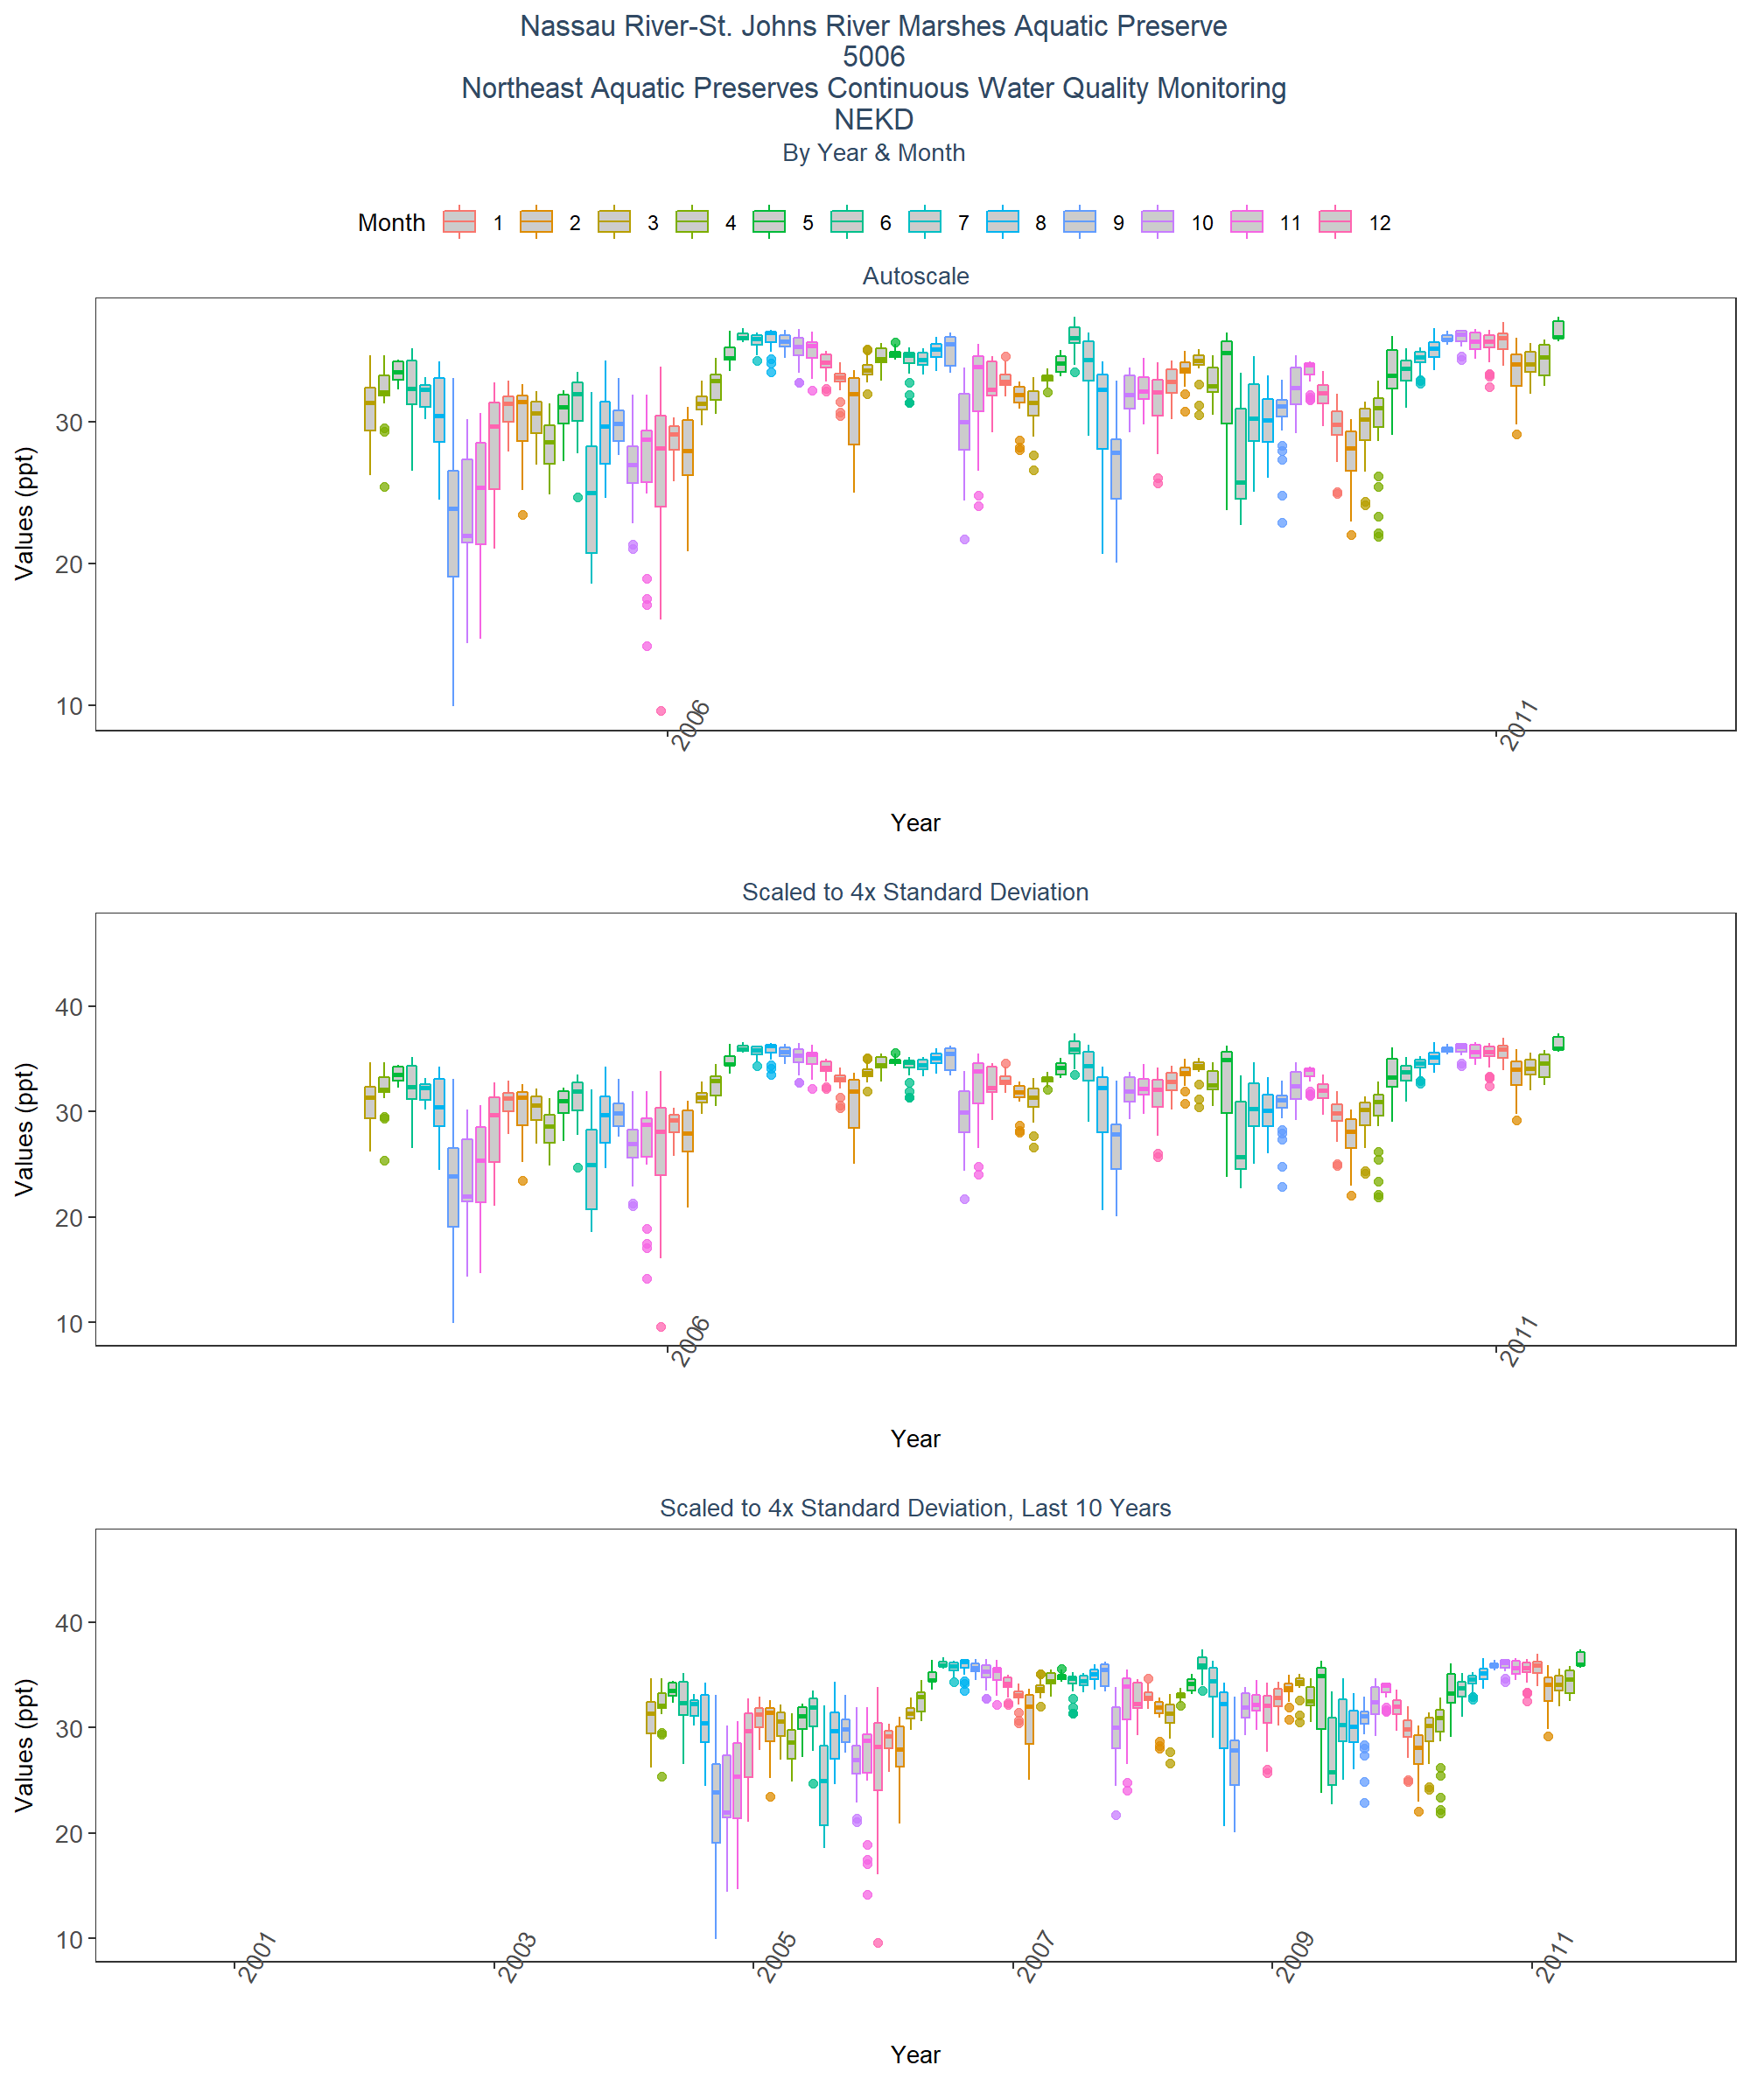 Nassau River-St. Johns River Marshes Aquatic Preserve
5006
Northeast Aquatic Preserves Continuous Water Quality Monitoring
NEKD
By Year & Month
Month 1 2 3 4 5 6 7 8 9 10 11 12
Autoscale
Values (ppt)
30
20
10
2006 2011
Year
Scaled to 4x Standard Deviation
Values (ppt)
40
30
20
10
2006 2011
Year
Scaled to 4x Standard Deviation, Last 10 Years
Values (ppt)
40
30
20
10
2001 2003 2005 2007 2009 2011
Year